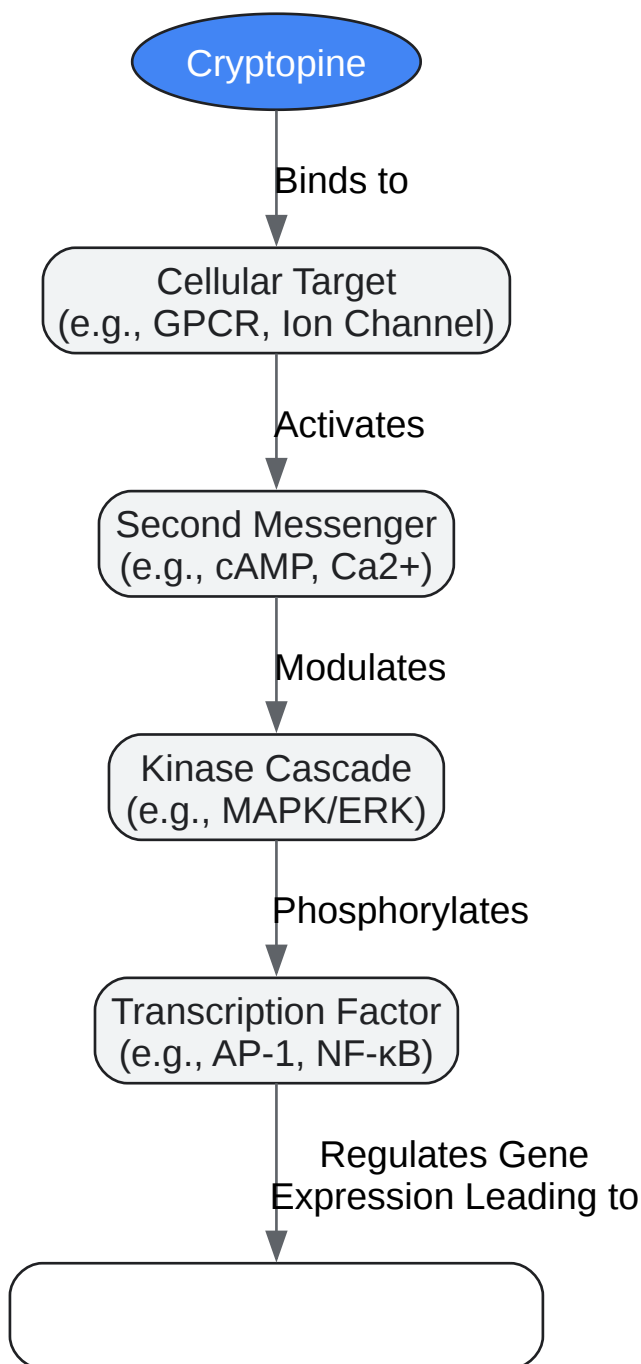 Cryptopine
Binds to
Cellular Target
(e.g., GPCR, Ion Channel)
Activates
Second Messenger
(e.g., cAMP, Ca2+)
Modulates
Kinase Cascade
(e.g., MAPK/ERK)
Phosphorylates
Transcription Factor
(e.g., AP-1, NF-κB)
Regulates Gene
Expression Leading to